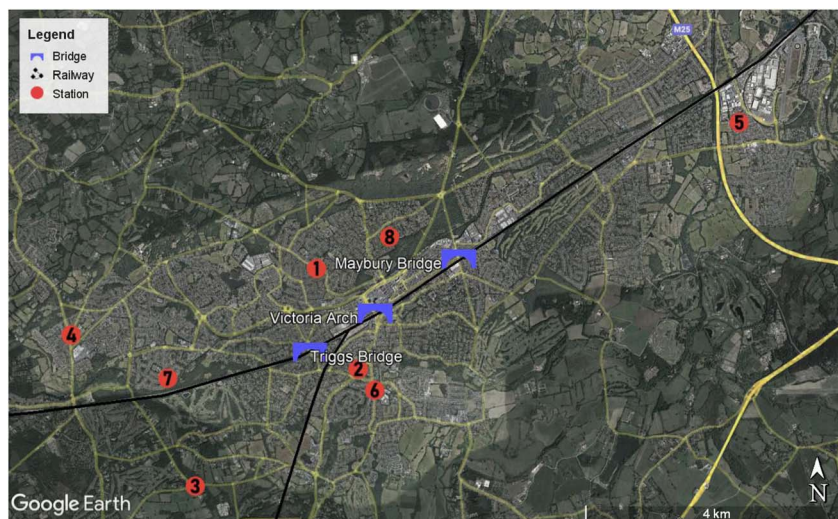 Legend
Bridge
Railway
Station
M25
5
8
Maybury Bridge
1
Victoria Arch
4
Triggs Bridge
2
7
6
3
Google Earth
4 km
N